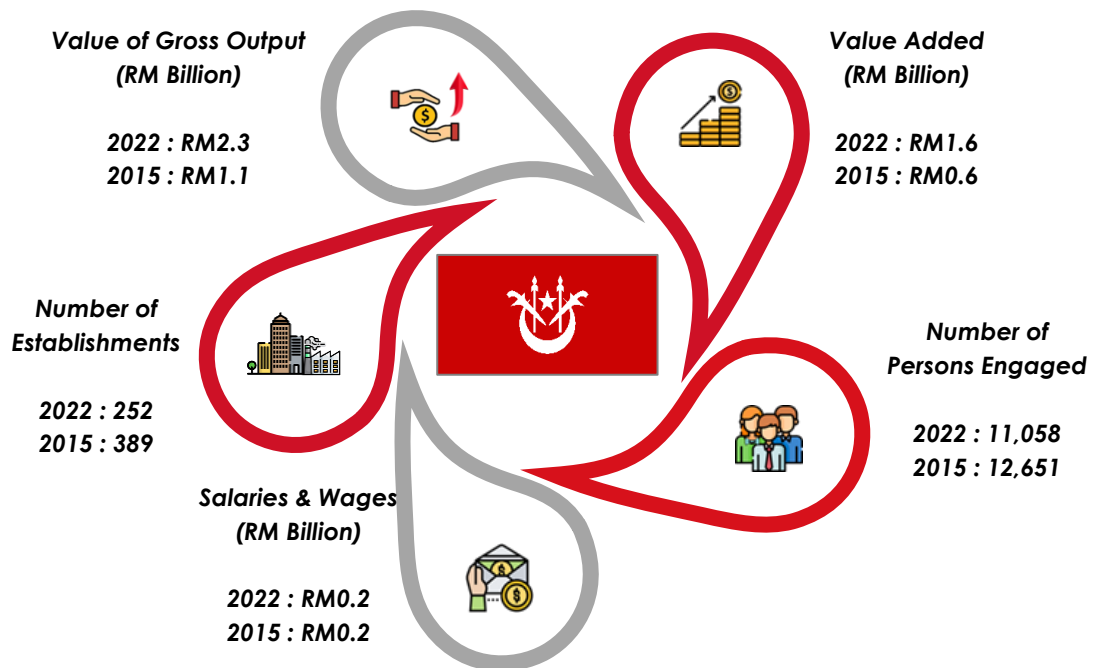 Value of Gross Output
(RM Billion)
2022 : RM2.3
2015 : RM1.1
Value Added
(RM Billion)
2022 : RM1.6
2015 : RM0.6
Number of
Establishments
2022 : 252
2015 : 389
Number of
Persons Engaged
2022 : 11,058
2015 : 12,651
Salaries & Wages
(RM Billion)
2022 : RM0.2
2015 : RM0.2